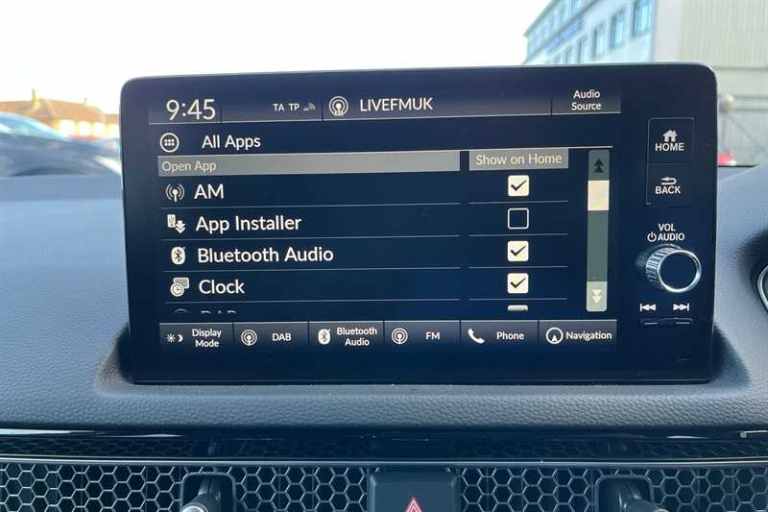 9:45 TA TP LIVEFMUK Audio Source
All Apps
Open App Show on Home
AM
App Installer
Bluetooth Audio
Clock
HOME
BACK
VOL
AUDIO
Display Mode DAB Bluetooth Audio FM Phone Navigation